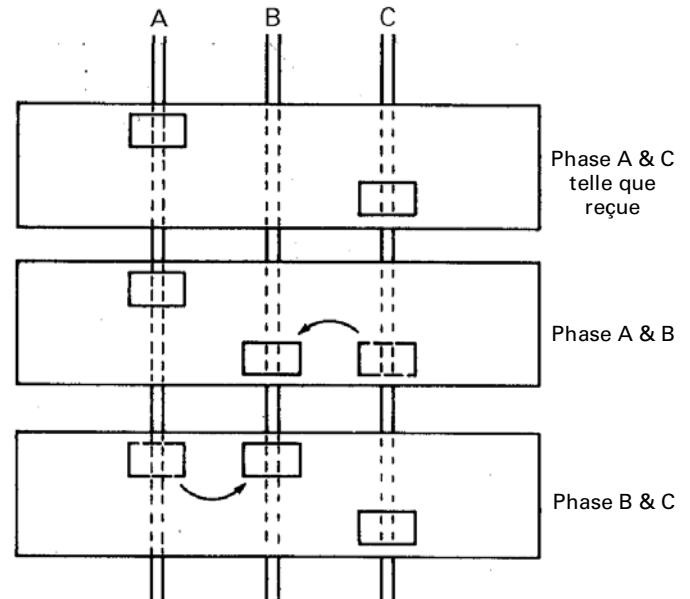 A B C
Phase A & C
telle que
reçue
Phase A & B
Phase B & C